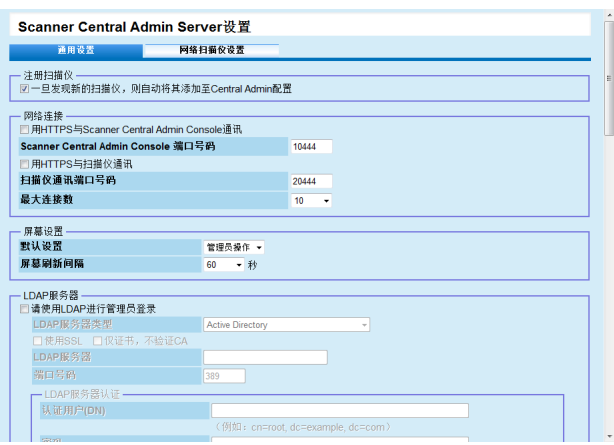 Scanner Central Admin Server设置
通用设置 网络扫描仪设置
注册扫描仪
一旦发现新的扫描仪，则自动将其添加至Central Admin配置
网络连接
用HTTPS与Scanner Central Admin Console通讯
Scanner Central Admin Console 端口号码 10444
用HTTPS与扫描仪通讯
扫描仪通讯端口号码 20444
最大连接数 10
屏幕设置
默认设置 管理员操作
屏幕刷新间隔 60 秒
LDAP服务器
请使用LDAP进行管理员登录
LDAP服务器类型 Active Directory
使用SSL 仅证书，不验证CA
LDAP服务器
端口号码 389
LDAP服务器认证
认证用户(DN)
（例如：cn=root, dc=example, dc=com）